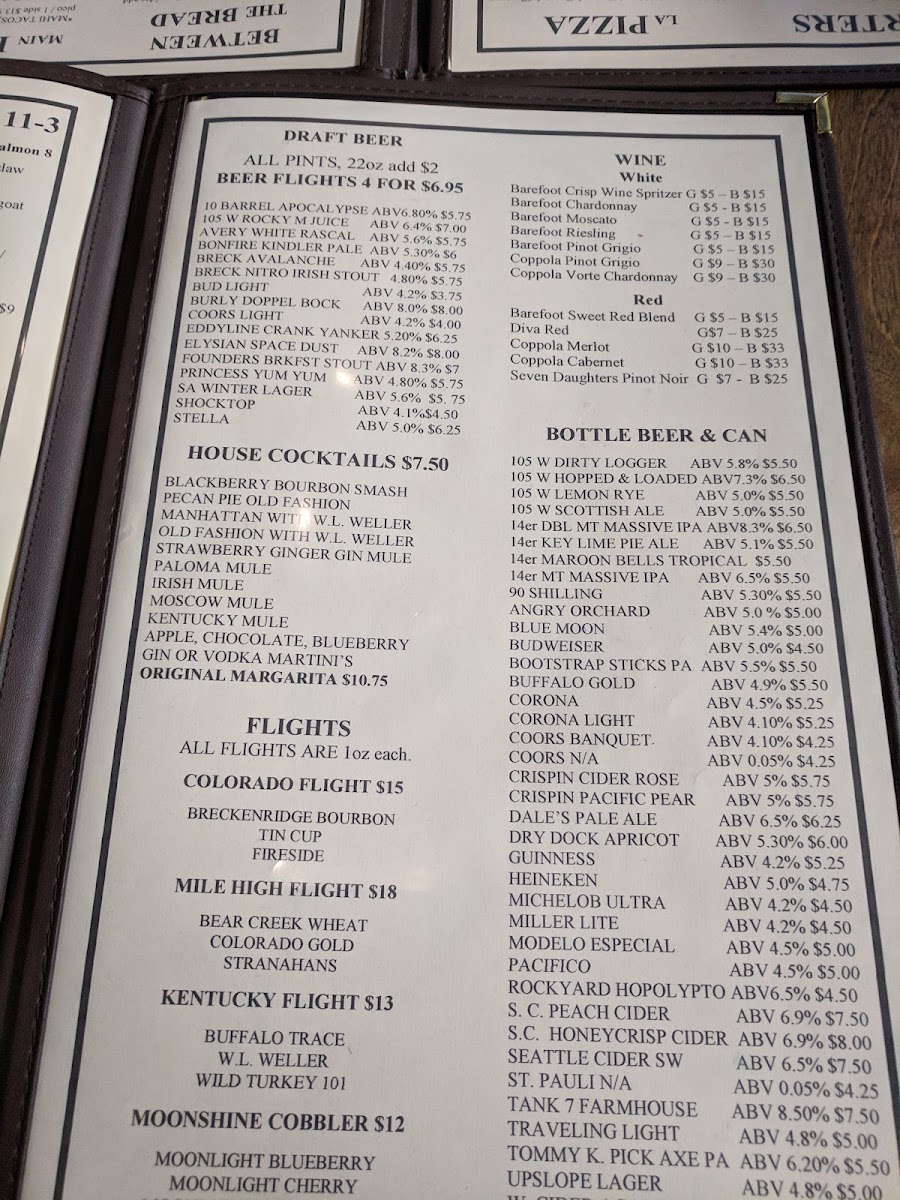 BETWEEN
THE BREAD
MAIN
*MAHI TACOS
pico / 1 side $13.
LA PIZZA
RTERS
11-3
almon 8
law
goat
$9
DRAFT BEER
ALL PINTS, 22oz add $2
BEER FLIGHTS 4 FOR $6.95
10 BARREL APOCALYPSE ABV6.80% $5.75
105 W ROCKY M JUICE ABV 6.4% $7.00
AVERY WHITE RASCAL ABV 5.6% $5.75
BONFIRE KINDLER PALE ABV 5.30% $6
BRECK AVALANCHE ABV 4.40% $5.75
BRECK NITRO IRISH STOUT 4.80% $5.75
BUD LIGHT ABV 4.2% $3.75
BURLY DOPPEL BOCK ABV 8.0% $8.00
COORS LIGHT ABV 4.2% $4.00
EDDYLINE CRANK YANKER 5.20% $6.25
ELYSIAN SPACE DUST ABV 8.2% $8.00
FOUNDERS BRKFST STOUT ABV 8.3% $7
PRINCESS YUM YUM ABV 4.80% $5.75
SA WINTER LAGER ABV 5.6% $5. 75
SHOCKTOP ABV 4.1%$4.50
STELLA ABV 5.0% $6.25
HOUSE COCKTAILS $7.50
BLACKBERRY BOURBON SMASH
PECAN PIE OLD FASHION
MANHATTAN WITH W.L. WELLER
OLD FASHION WITH W.L. WELLER
STRAWBERRY GINGER GIN MULE
PALOMA MULE
IRISH MULE
MOSCOW MULE
KENTUCKY MULE
APPLE, CHOCOLATE, BLUEBERRY
GIN OR VODKA MARTINI'S
ORIGINAL MARGARITA $10.75
FLIGHTS
ALL FLIGHTS ARE 1oz each.
COLORADO FLIGHT $15
BRECKENRIDGE BOURBON
TIN CUP
FIRESIDE
MILE HIGH FLIGHT $18
BEAR CREEK WHEAT
COLORADO GOLD
STRANAHANS
KENTUCKY FLIGHT $13
BUFFALO TRACE
W.L. WELLER
WILD TURKEY 101
MOONSHINE COBBLER $12
MOONLIGHT BLUEBERRY
MOONLIGHT CHERRY
WINE
White
Barefoot Crisp Wine Spritzer G $5 – B $15
Barefoot Chardonnay G $5 - B $15
Barefoot Moscato G $5 - B $15
Barefoot Riesling G $5 – B $15
Barefoot Pinot Grigio G $5 – B $15
Coppola Pinot Grigio G $9 – B $30
Coppola Vorte Chardonnay G $9 – B $30
Red
Barefoot Sweet Red Blend G $5 – B $15
Diva Red G$7 – B $25
Coppola Merlot G $10 – B $33
Coppola Cabernet G $10 – B $33
Seven Daughters Pinot Noir G $7 - B $25
BOTTLE BEER & CAN
105 W DIRTY LOGGER ABV 5.8% $5.50
105 W HOPPED & LOADED ABV7.3% $6.50
105 W LEMON RYE ABV 5.0% $5.50
105 W SCOTTISH ALE ABV 5.0% $5.50
14er DBL MT MASSIVE IPA ABV8.3% $6.50
14er KEY LIME PIE ALE ABV 5.1% $5.50
14er MAROON BELLS TROPICAL $5.50
14er MT MASSIVE IPA ABV 6.5% $5.50
90 SHILLING ABV 5.30% $5.50
ANGRY ORCHARD ABV 5.0 % $5.00
BLUE MOON ABV 5.4% $5.00
BUDWEISER ABV 5.0% $4.50
BOOTSTRAP STICKS PA ABV 5.5% $5.50
BUFFALO GOLD ABV 4.9% $5.50
CORONA ABV 4.5% $5.25
CORONA LIGHT ABV 4.10% $5.25
COORS BANQUET ABV 4.10% $4.25
COORS N/A ABV 0.05% $4.25
CRISPIN CIDER ROSE ABV 5% $5.75
CRISPIN PACIFIC PEAR ABV 5% $5.75
DALE'S PALE ALE ABV 6.5% $6.25
DRY DOCK APRICOT ABV 5.30% $6.00
GUINNESS ABV 4.2% $5.25
HEINEKEN ABV 5.0% $4.75
MICHELOB ULTRA ABV 4.2% $4.50
MILLER LITE ABV 4.2% $4.50
MODELO ESPECIAL ABV 4.5% $5.00
PACIFICO ABV 4.5% $5.00
ROCKYARD HOPOLYPTO ABV6.5% $4.50
S. C. PEACH CIDER ABV 6.9% $7.50
S.C. HONEYCRISP CIDER ABV 6.9% $8.00
SEATTLE CIDER SW ABV 6.5% $7.50
ST. PAULI N/A ABV 0.05% $4.25
TANK 7 FARMHOUSE ABV 8.50% $7.50
TRAVELING LIGHT ABV 4.8% $5.00
TOMMY K. PICK AXE PA ABV 6.20% $5.50
UPSLOPE LAGER ABV 4.8% $5.00